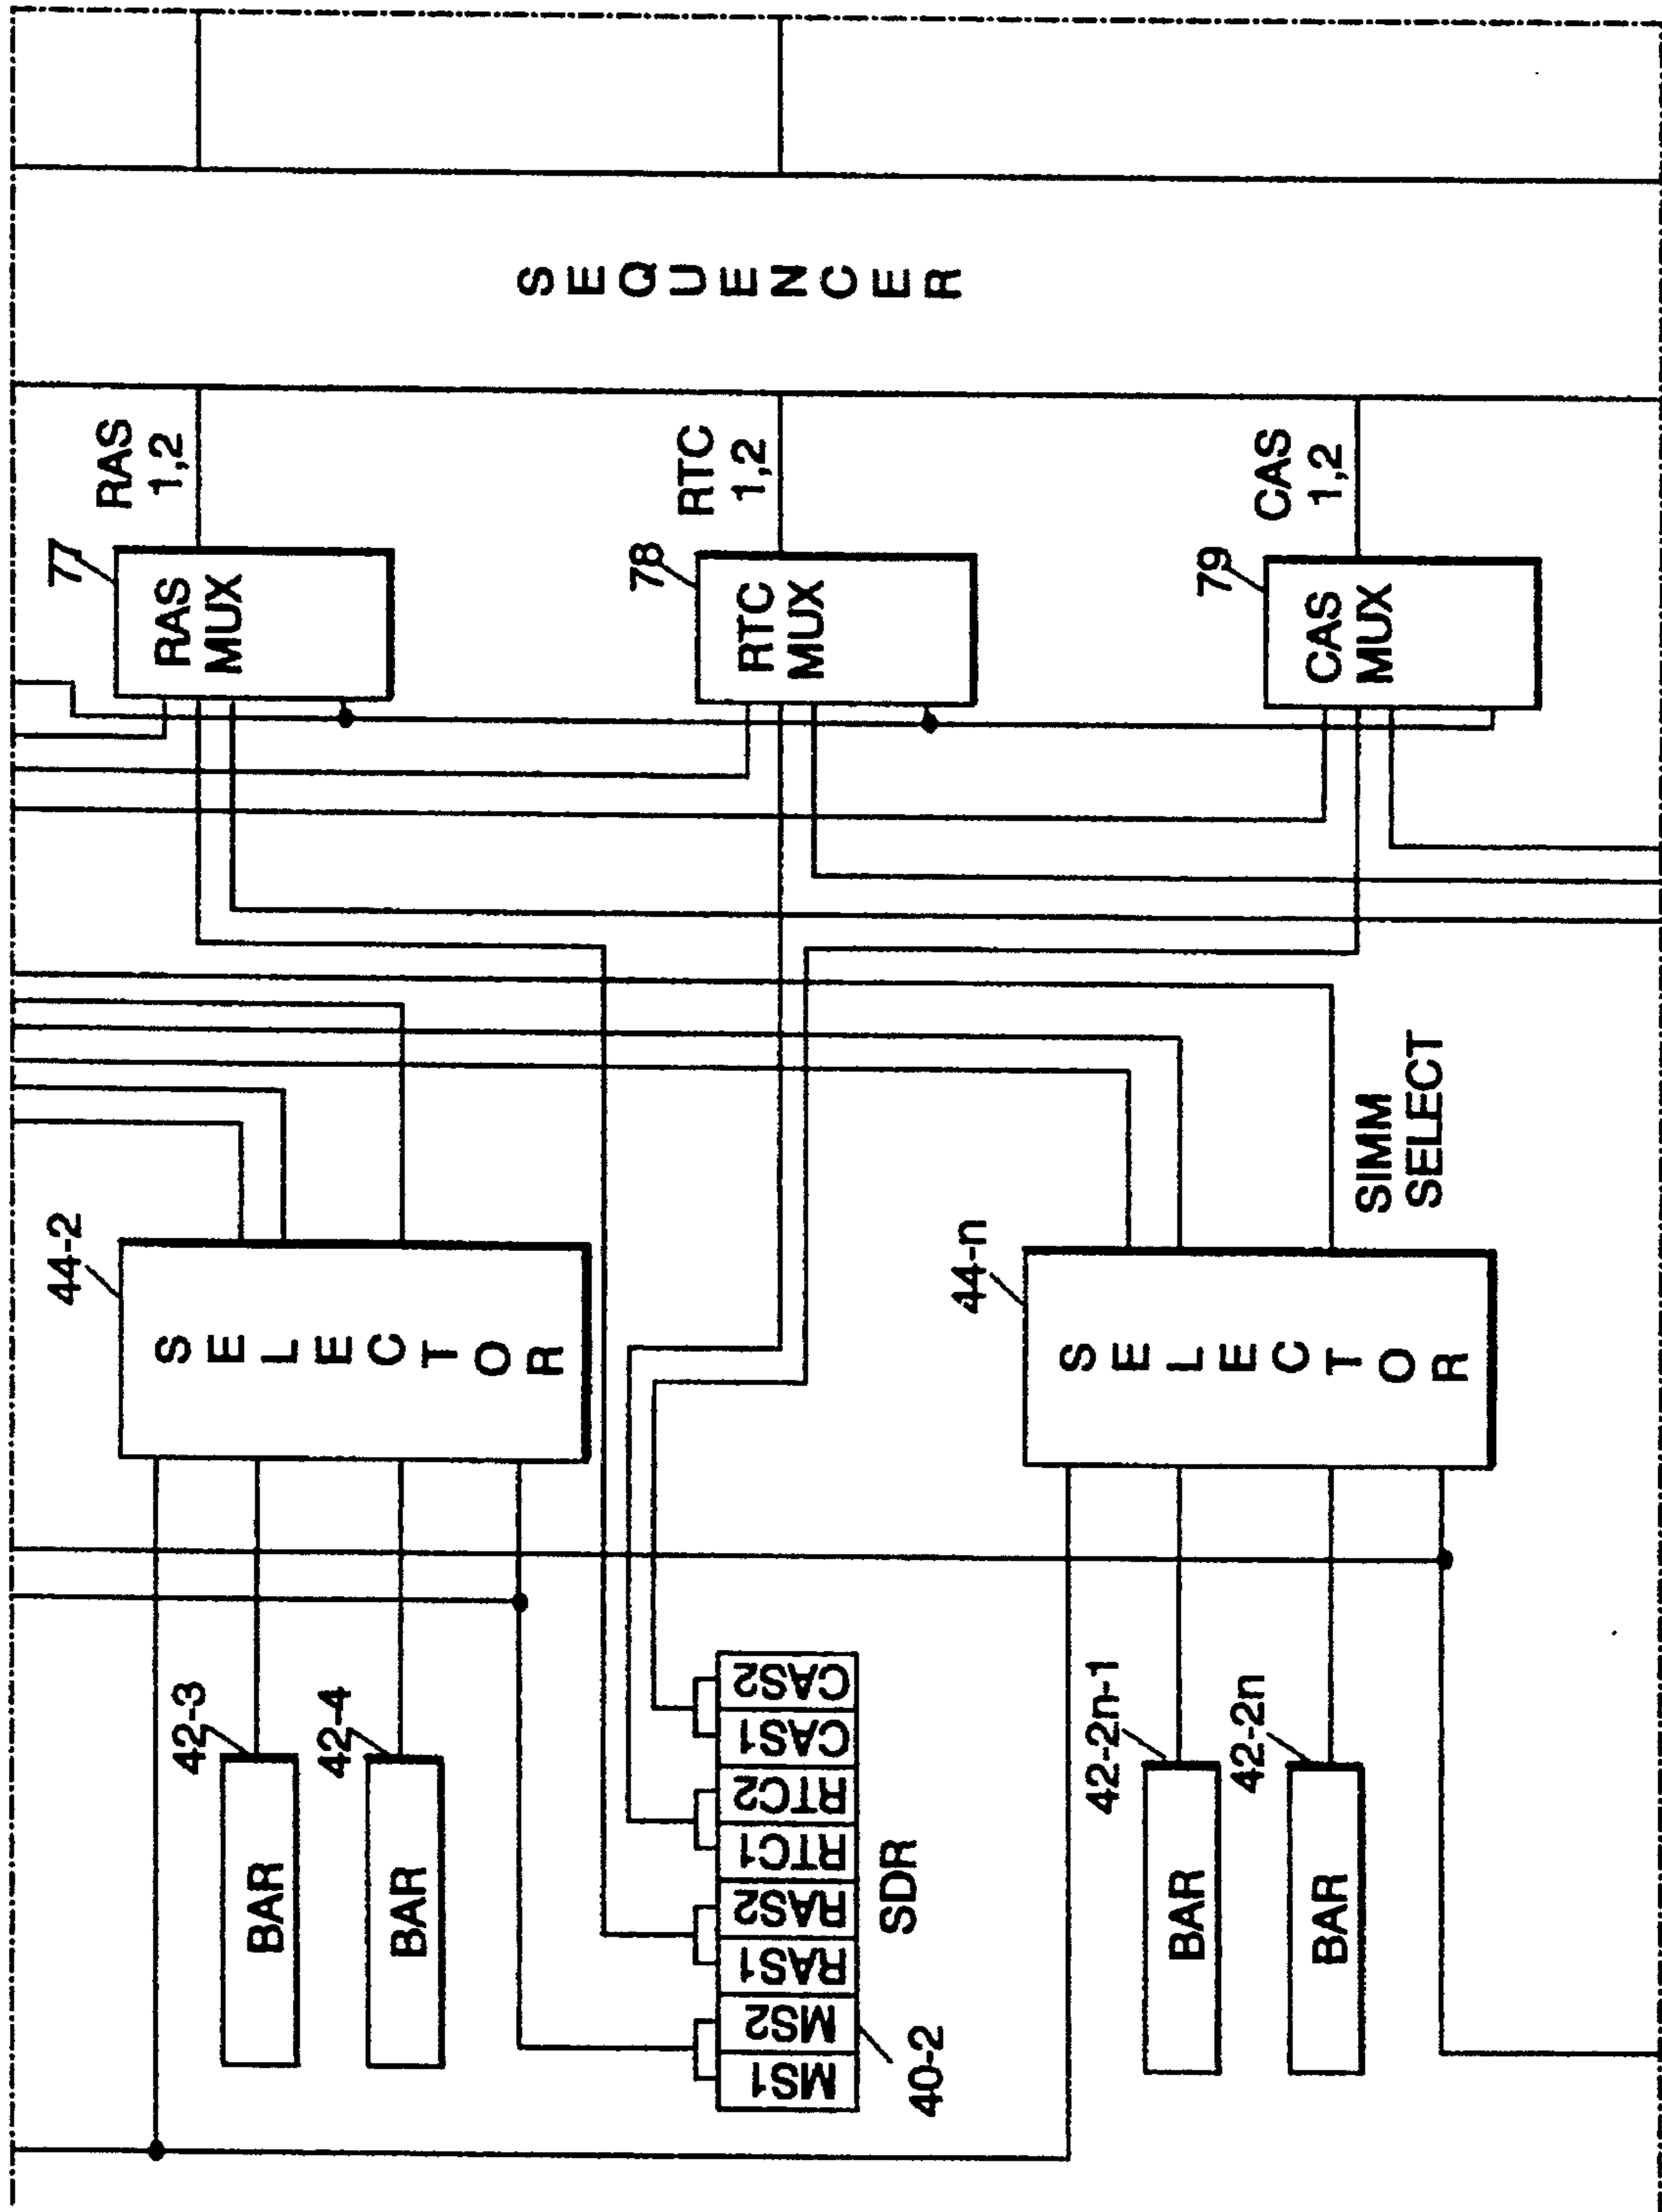 44-2
SELECTOR
42-3
BAR
42-4
BAR
MS1 MS2 RAS1 RAS2 RTC1 RTC2 CAS1 CAS2
SDR
40-2
44-n
SELECTOR
42-2n-1
BAR
42-2n
BAR
SIMM
SELECT
77
RAS
MUX
RAS
1,2
78
RTC
MUX
RTC
1,2
79
CAS
MUX
CAS
1,2
SEQUENCER